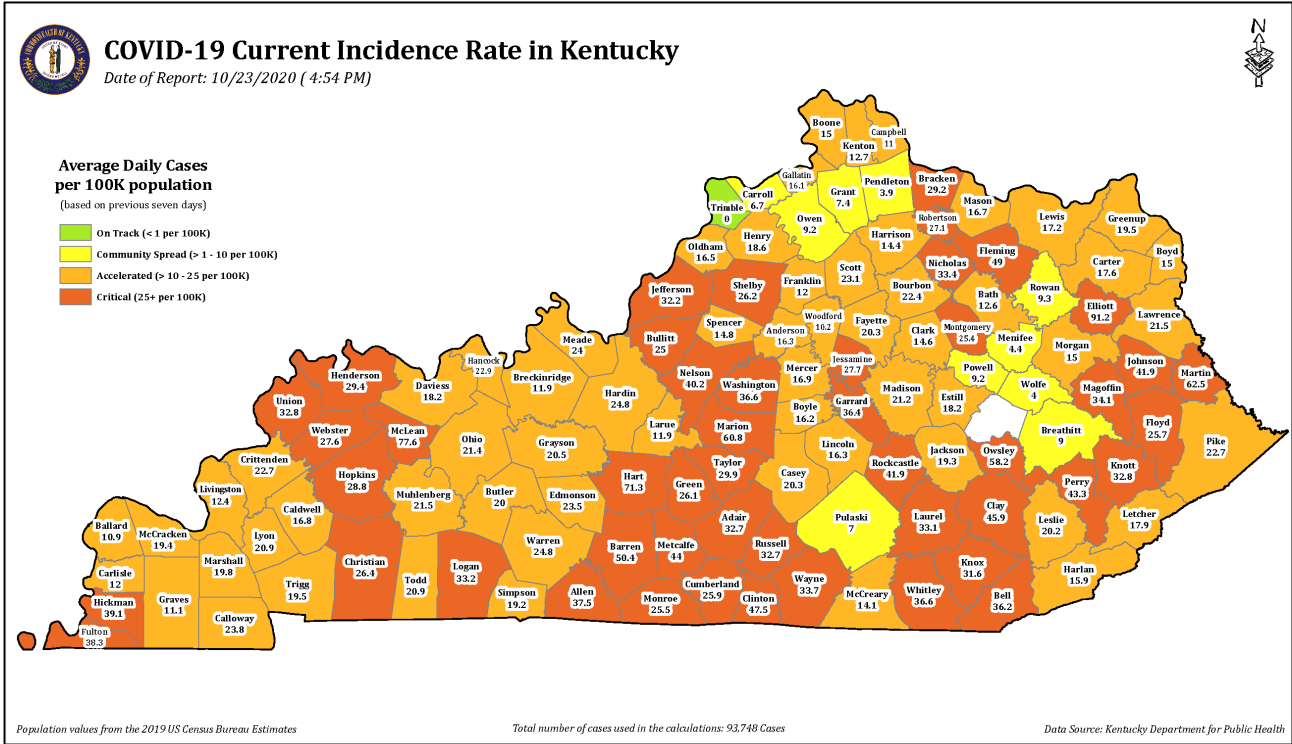 COVID-19 Current Incidence Rate in Kentucky
Date of Report: 10/23/2020 ( 4:54 PM)
N
Average Daily Cases
per 100K population
(based on previous seven days)
On Track (< 1 per 100K)
Community Spread (> 1 - 10 per 100K)
Accelerated (> 10 - 25 per 100K)
Critical (25+ per 100K)
Boone
15
Kenton
12.7
Campbell
11
Gallatin
16.1
Carroll
6.7
Trimble
0
Grant
7.4
Pendleton
3.9
Bracken
29.2
Owen
9.2
Robertson
27.1
Mason
16.7
Lewis
17.2
Greenup
19.5
Boyd
15
Oldham
16.5
Henry
18.6
Harrison
14.4
Nicholas
33.4
Fleming
49
Carter
17.6
Jefferson
32.2
Shelby
26.2
Franklin
12
Scott
23.1
Bourbon
22.4
Bath
12.6
Rowan
9.3
Elliott
91.2
Lawrence
21.5
Bullitt
25
Spencer
14.8
Anderson
16.3
Woodford
10.2
Fayette
20.3
Clark
14.6
Montgomery
25.4
Menifee
4.4
Morgan
15
Johnson
41.9
Martin
62.5
Meade
24
Hancock
22.9
Breckinridge
11.9
Hardin
24.8
Nelson
40.2
Washington
36.6
Mercer
16.9
Jessamine
27.7
Garrard
36.4
Madison
21.2
Estill
18.2
Powell
9.2
Wolfe
4
Magoffin
34.1
Floyd
25.7
Pike
22.7
Henderson
29.4
Union
32.8
Daviess
18.2
Webster
27.6
McLean
77.6
Ohio
21.4
Grayson
20.5
Larue
11.9
Marion
60.8
Boyle
16.2
Lincoln
16.3
Rockcastle
41.9
Jackson
19.3
Owsley
58.2
Breathitt
9
Knott
32.8
Perry
43.3
Crittenden
22.7
Livingston
12.4
Hopkins
28.8
Muhlenberg
21.5
Butler
20
Edmonson
23.5
Hart
71.3
Green
26.1
Taylor
29.9
Casey
20.3
Pulaski
7
Laurel
33.1
Clay
45.9
Leslie
20.2
Letcher
17.9
Ballard
10.9
McCracken
19.4
Caldwell
16.8
Lyon
20.9
Marshall
19.8
Warren
24.8
Barren
50.4
Metcalfe
44
Adair
32.7
Russell
32.7
Knox
31.6
Harlan
15.9
Carlisle
12
Hickman
39.1
Fulton
38.3
Graves
11.1
Calloway
23.8
Trigg
19.5
Christian
26.4
Todd
20.9
Logan
33.2
Simpson
19.2
Allen
37.5
Monroe
25.5
Cumberland
25.9
Clinton
47.5
Wayne
33.7
McCreary
14.1
Whitley
36.6
Bell
36.2
Population values from the 2019 US Census Bureau Estimates
Total number of cases used in the calculations: 93,748 Cases
Data Source: Kentucky Department for Public Health